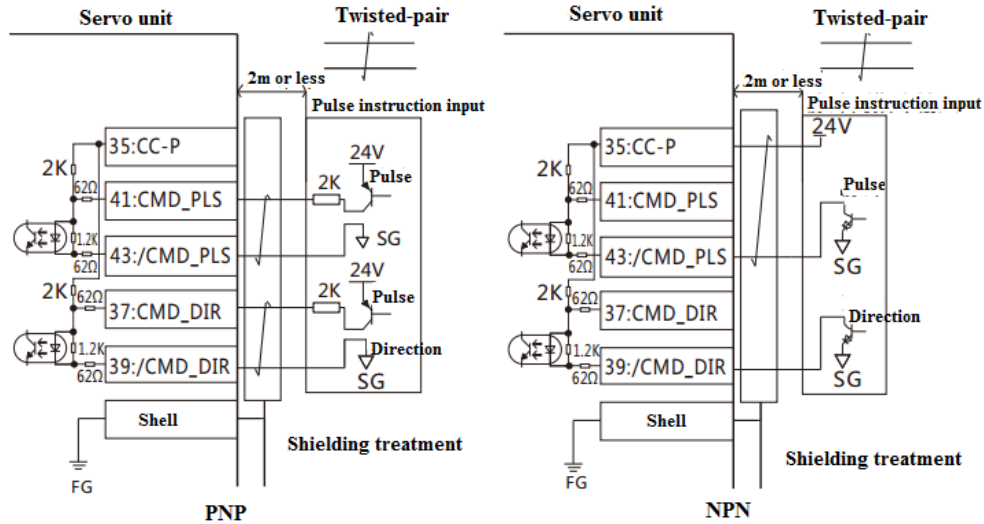 Servo unit
Twisted-pair
2m or less
Pulse instruction input
35:CC-P
24V
2K
2K
Pulse
62Ω
41:CMD_PLS
1.2K
SG
43:/CMD_PLS
62Ω
24V
2K
62Ω
2K
Pulse
37:CMD_DIR
1.2K
Direction
39:/CMD_DIR
62Ω
SG
Shell
Shielding treatment
FG
PNP
Servo unit
Twisted-pair
2m or less
Pulse instruction input
24V
35:CC-P
2K
Pulse
62Ω
41:CMD_PLS
1.2K
43:/CMD_PLS
62Ω
SG
2K
62Ω
37:CMD_DIR
Direction
1.2K
39:/CMD_DIR
62Ω
SG
Shell
Shielding treatment
FG
NPN